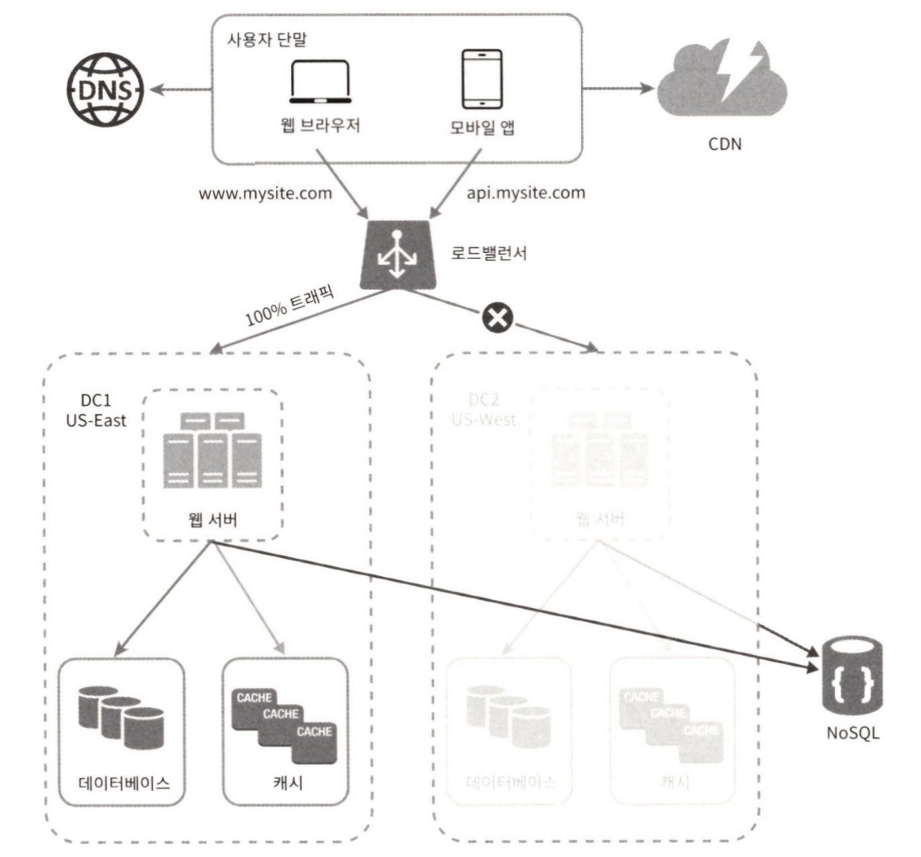 사용자 단말
DNS
웹 브라우저
모바일 앱
CDN
www.mysite.com
api.mysite.com
로드밸런서
100% 트래픽
DC1
US-East
DC2
US-West
웹 서버
웹 서버
CACHE
CACHE
CACHE
데이터베이스
캐시
CACHE
CACHE
CACHE
데이터베이스
캐시
{ }
NoSQL